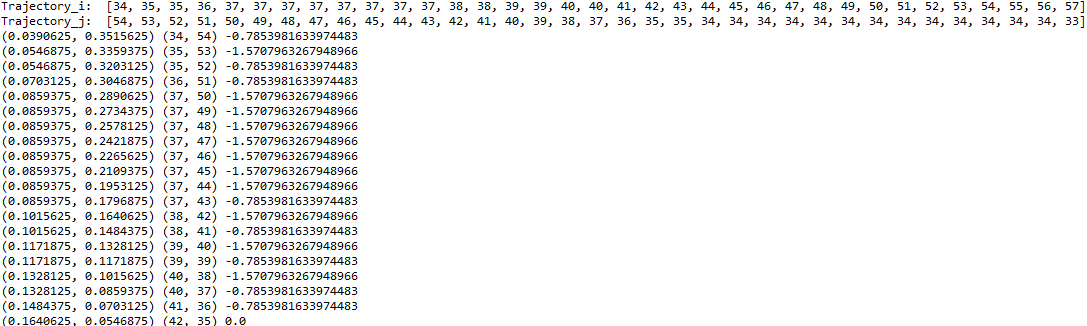 Trajectory_i:  [34, 35, 35, 36, 37, 37, 37, 37, 37, 37, 37, 37, 38, 38, 39, 39, 40, 40, 41, 42, 43, 44, 45, 46, 47, 48, 49, 50, 51, 52, 53, 54, 55, 56, 57]
Trajectory_j:  [54, 53, 52, 51, 50, 49, 48, 47, 46, 45, 44, 43, 42, 41, 40, 39, 38, 37, 36, 35, 35, 34, 34, 34, 34, 34, 34, 34, 34, 34, 34, 34, 34, 34, 33]
(0.0390625, 0.3515625) (34, 54) -0.7853981633974483
(0.0546875, 0.3359375) (35, 53) -1.5707963267948966
(0.0546875, 0.3203125) (35, 52) -0.7853981633974483
(0.0703125, 0.3046875) (36, 51) -0.7853981633974483
(0.0859375, 0.2890625) (37, 50) -1.5707963267948966
(0.0859375, 0.2734375) (37, 49) -1.5707963267948966
(0.0859375, 0.2578125) (37, 48) -1.5707963267948966
(0.0859375, 0.2421875) (37, 47) -1.5707963267948966
(0.0859375, 0.2265625) (37, 46) -1.5707963267948966
(0.0859375, 0.2109375) (37, 45) -1.5707963267948966
(0.0859375, 0.1953125) (37, 44) -1.5707963267948966
(0.0859375, 0.1796875) (37, 43) -0.7853981633974483
(0.1015625, 0.1640625) (38, 42) -1.5707963267948966
(0.1015625, 0.1484375) (38, 41) -0.7853981633974483
(0.1171875, 0.1328125) (39, 40) -1.5707963267948966
(0.1171875, 0.1171875) (39, 39) -0.7853981633974483
(0.1328125, 0.1015625) (40, 38) -1.5707963267948966
(0.1328125, 0.0859375) (40, 37) -0.7853981633974483
(0.1484375, 0.0703125) (41, 36) -0.7853981633974483
(0.1640625, 0.0546875) (42, 35) 0.0